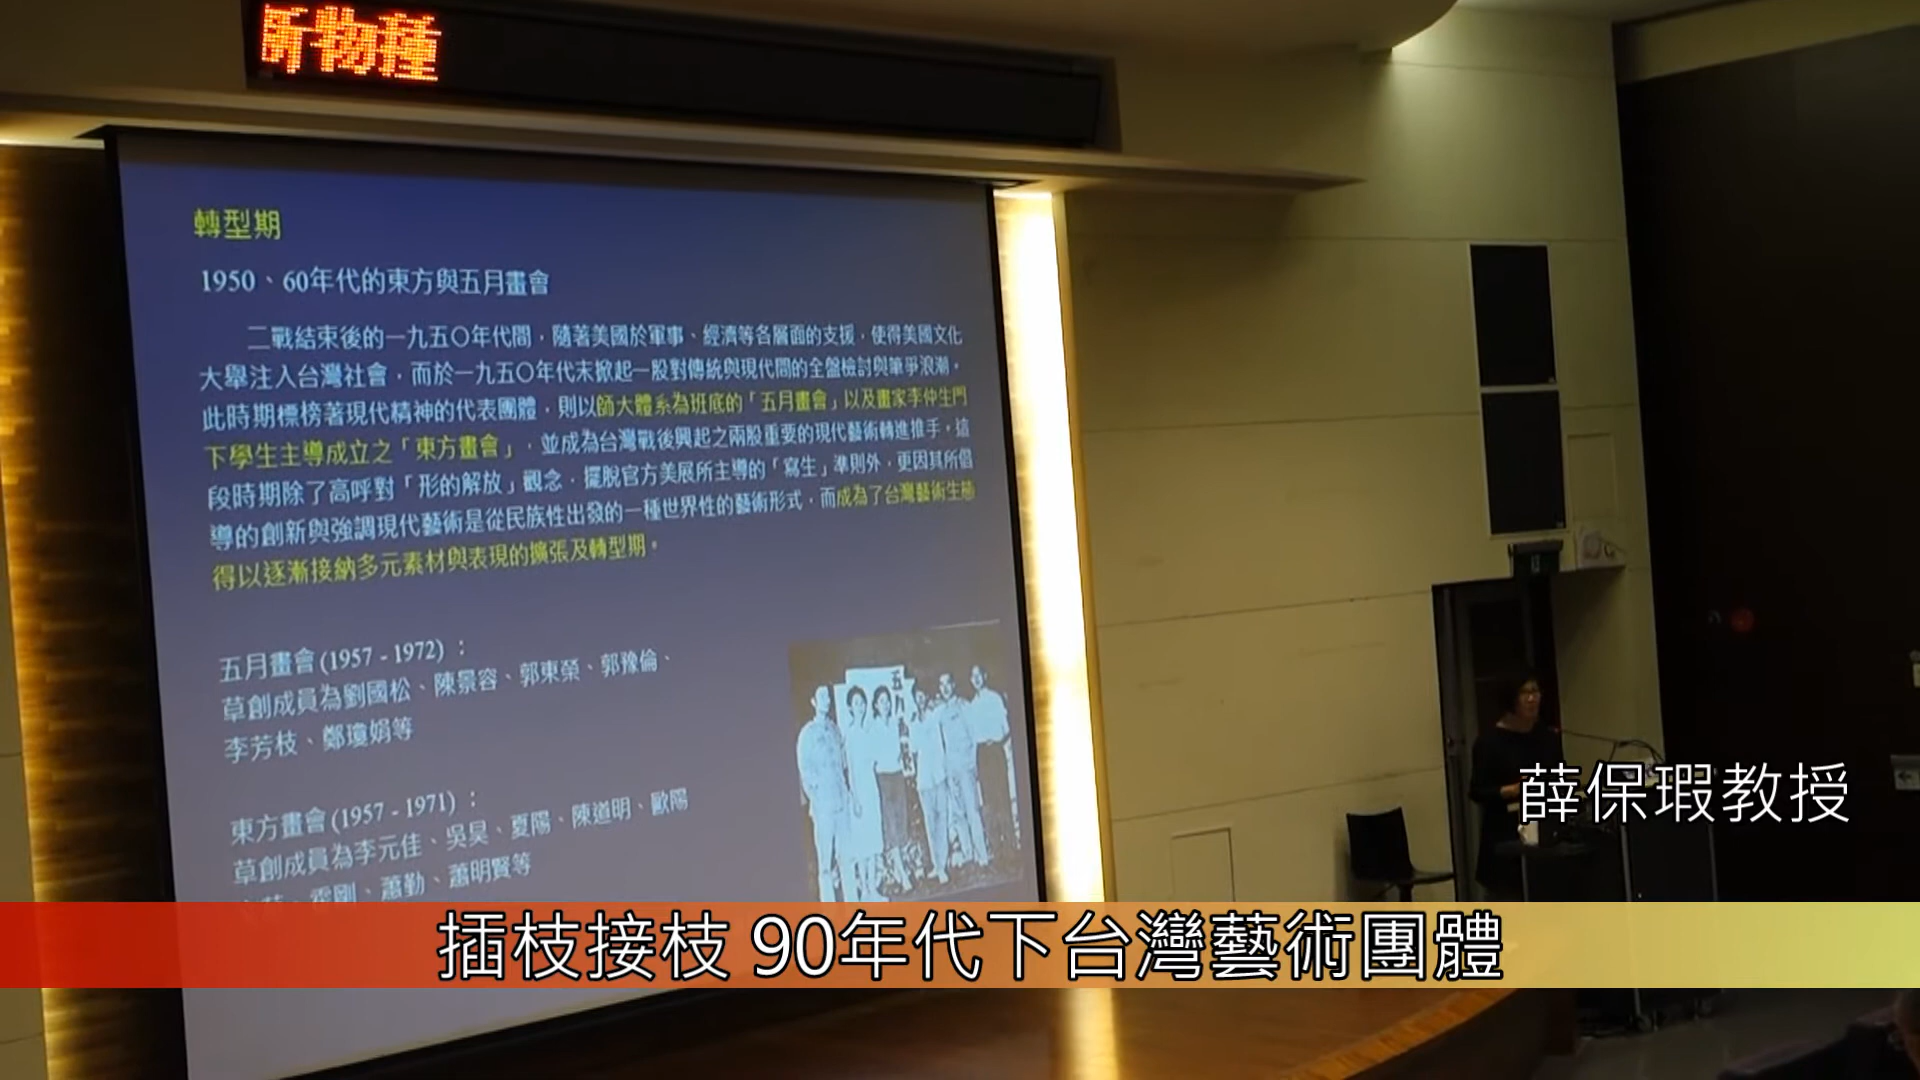 新物種
轉型期
1950、60年代的東方與五月畫會
二戰結束後的一九五〇年代間，隨著美國於軍事、經濟等各層面的支援，使得美國文化
大舉注入台灣社會，而於一九五〇年代末掀起一股對傳統與現代間的全盤檢討與筆爭浪潮。
此時期標榜著現代精神的代表團體，則以師大體系為班底的「五月畫會」以及畫家李仲生門
下學生主導成立之「東方畫會」，並成為台灣戰後興起之兩股重要的現代藝術轉進推手。這
段時期除了高呼對「形的解放」觀念，擺脫官方美展所主導的「寫生」準則外，更因其所倡
導的創新與強調現代藝術是從民族性出發的一種世界性的藝術形式，而成為了台灣藝術生態
得以逐漸接納多元素材與表現的擴張及轉型期。
五月畫會 (1957 - 1972) ：
草創成員為劉國松、陳景容、郭東榮、郭豫倫、
李芳枝、鄭瓊娟等
五月
東方畫會 (1957 - 1971) ：
草創成員為李元佳、吳昊、夏陽、陳道明、歐陽
、霍剛、蕭勤、蕭明賢等
薛保瑕教授
插枝接枝 90年代下台灣藝術團體